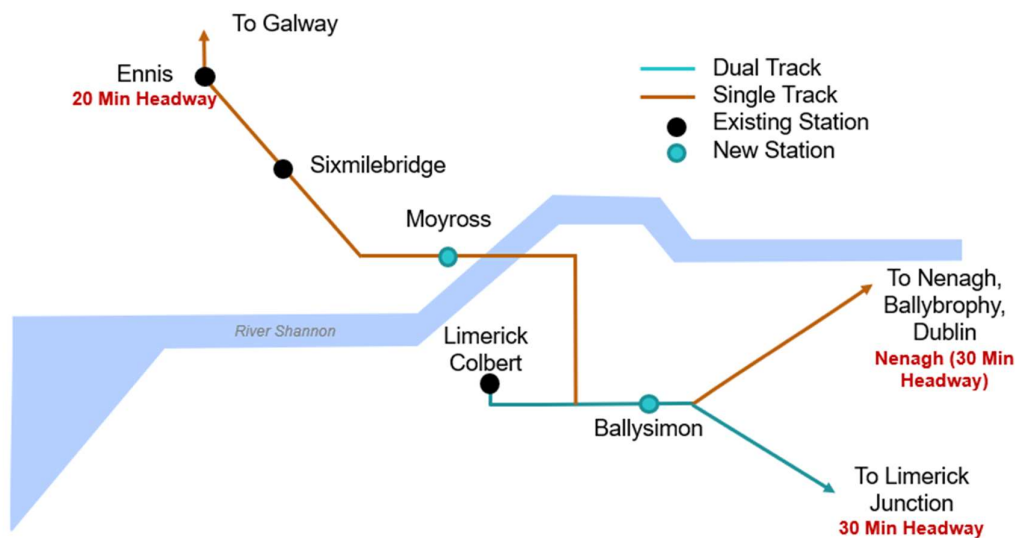 To Galway
Ennis
20 Min Headway
Dual Track
Single Track
Existing Station
New Station
Sixmilebridge
Moyross
River Shannon
Limerick
Colbert
To Nenagh,
Ballybrophy,
Dublin
Nenagh (30 Min
Headway)
Ballysimon
To Limerick
Junction
30 Min Headway